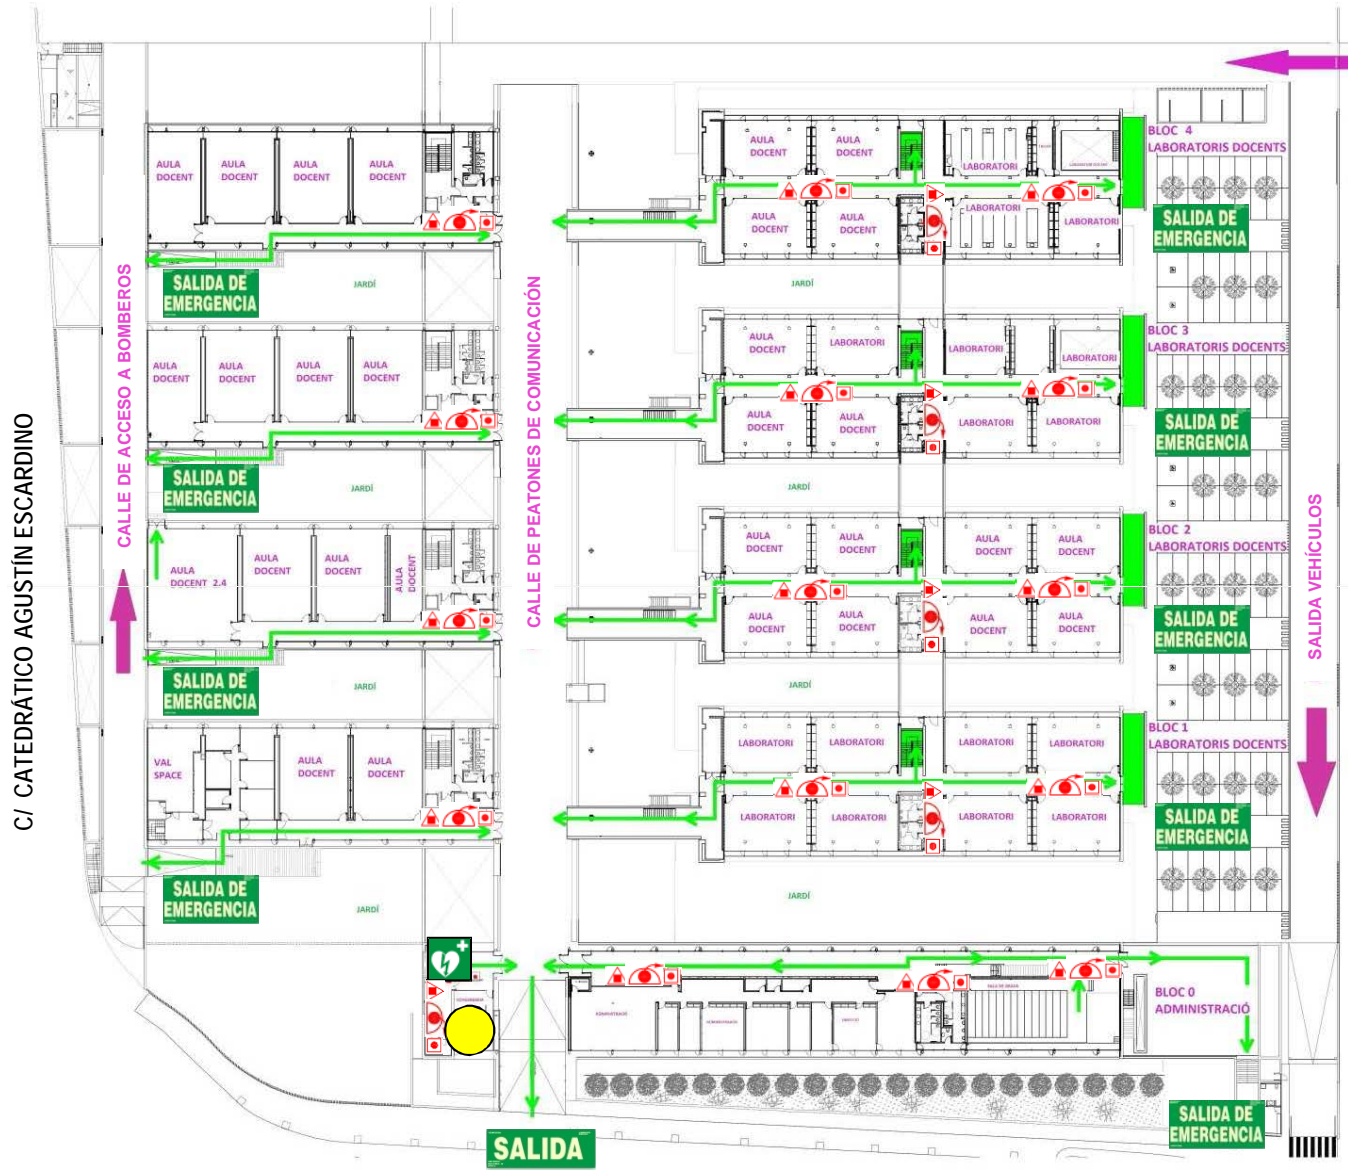 BLOC 4
LABORATORIS DOCENTS
AULA
DOCENT
AULA
DOCENT
AULA
DOCENT
AULA
DOCENT
AULA
DOCENT
AULA
DOCENT
LABORATORI
AULA
DOCENT
AULA
DOCENT
LABORATORI
LABORATORI
SALIDA DE
EMERGENCIA
SALIDA DE
EMERGENCIA
JARDÍ
CALLE DE ACCESO A BOMBEROS
CALLE DE PEATONES DE COMUNICACIÓN
C/ CATEDRÁTICO AGUSTÍN ESCARDINO
SALIDA VEHÍCULOS
BLOC 3
LABORATORIS DOCENTS
AULA
DOCENT
AULA
DOCENT
AULA
DOCENT
AULA
DOCENT
AULA
DOCENT
LABORATORI
LABORATORI
LABORATORI
AULA
DOCENT
AULA
DOCENT
LABORATORI
LABORATORI
SALIDA DE
EMERGENCIA
SALIDA DE
EMERGENCIA
JARDÍ
JARDÍ
BLOC 2
LABORATORIS DOCENTS
AULA
DOCENT 2.4
AULA
DOCENT
AULA
DOCENT
AULA
DOCENT
AULA
DOCENT
AULA
DOCENT
AULA
DOCENT
AULA
DOCENT
AULA
DOCENT
AULA
DOCENT
AULA
DOCENT
AULA
DOCENT
SALIDA DE
EMERGENCIA
SALIDA DE
EMERGENCIA
JARDÍ
JARDÍ
BLOC 1
LABORATORIS DOCENTS
VAL
SPACE
AULA
DOCENT
AULA
DOCENT
LABORATORI
LABORATORI
LABORATORI
LABORATORI
LABORATORI
LABORATORI
LABORATORI
LABORATORI
SALIDA DE
EMERGENCIA
SALIDA DE
EMERGENCIA
JARDÍ
JARDÍ
BLOC 0
ADMINISTRACIÓ
ADMINISTRACIÓ
SALIDA DE
EMERGENCIA
SALIDA